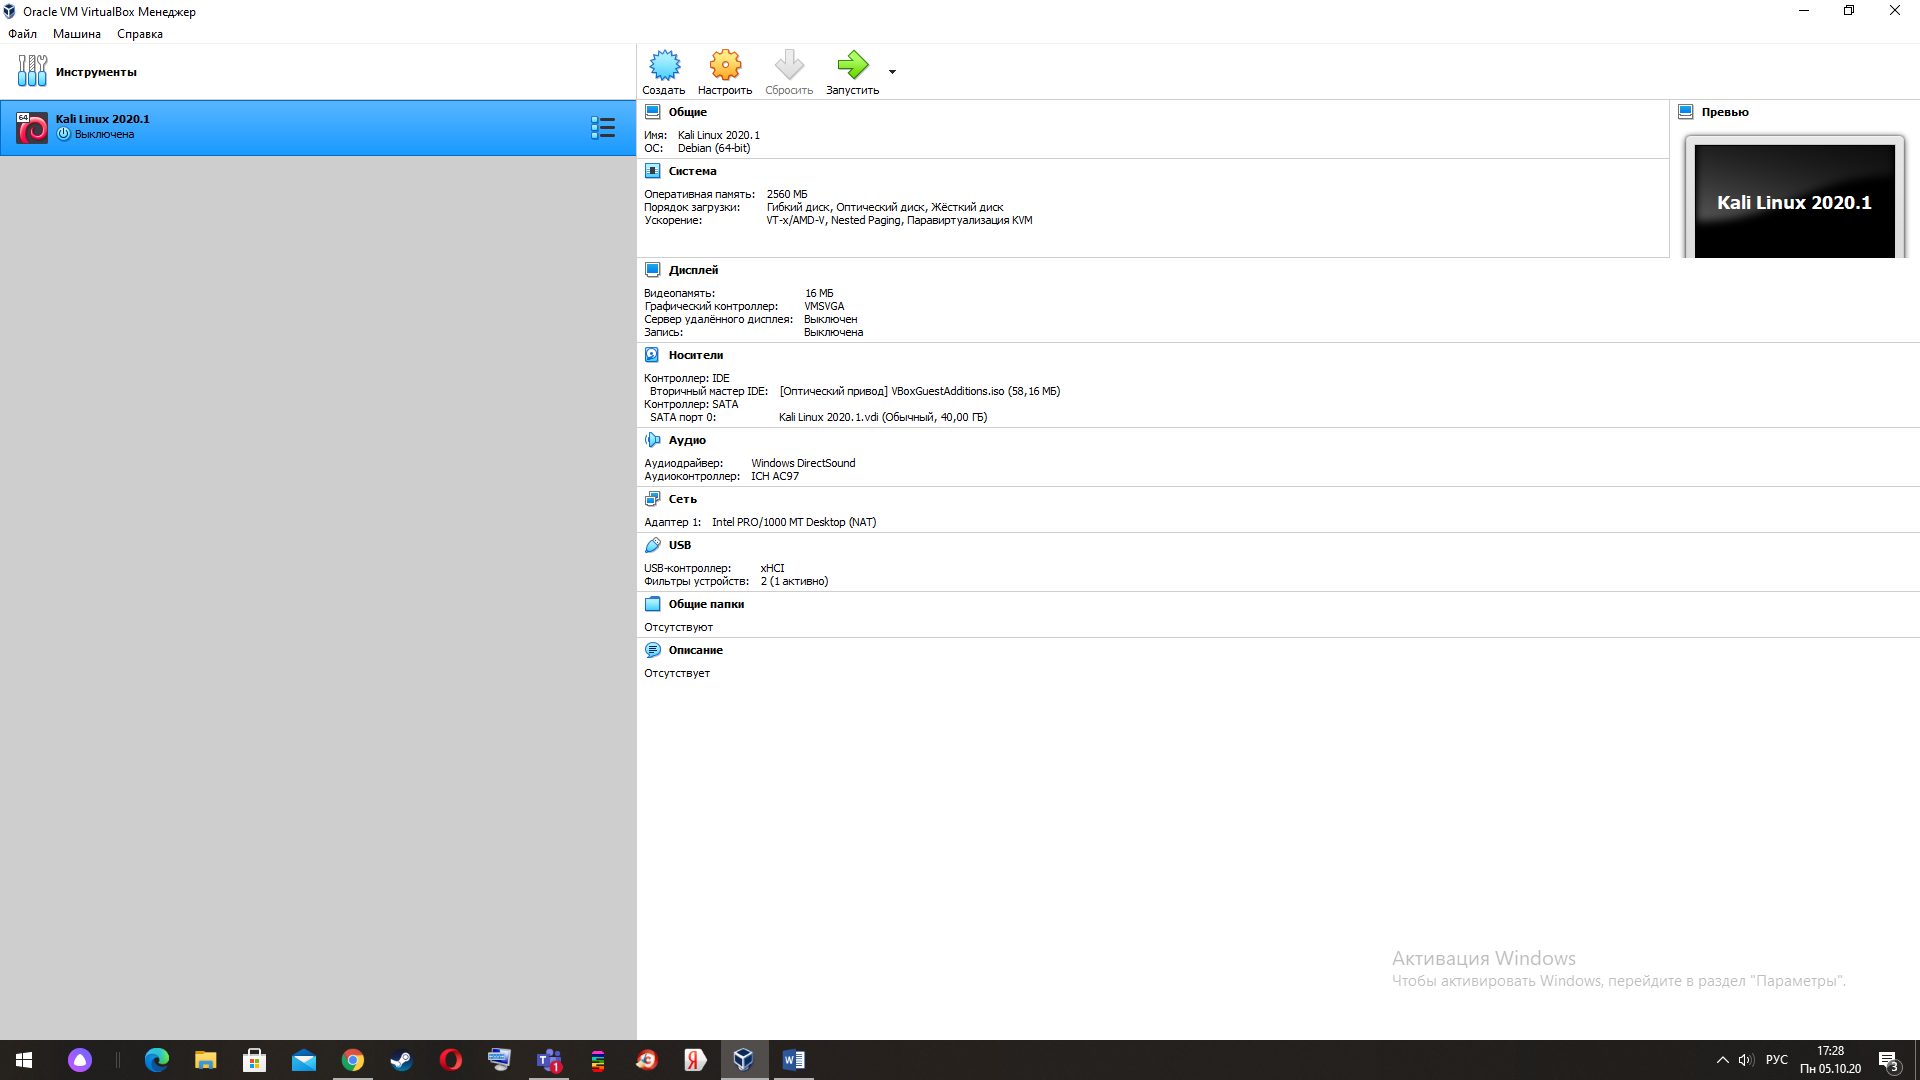 Oracle VM VirtualBox Менеджер
Файл Машина Справка
Инструменты
Создать Настроить Сбросить Запустить
64
Kali Linux 2020.1
Выключена
Общие
Имя: Kali Linux 2020.1
ОС: Debian (64-bit)
Превью
Kali Linux 2020.1
Система
Оперативная память: 2560 МБ
Порядок загрузки: Гибкий диск, Оптический диск, Жёсткий диск
Ускорение: VT-x/AMD-V, Nested Paging, Паравиртуализация KVM
Дисплей
Видеопамять: 16 МБ
Графический контроллер: VMSVGA
Сервер удалённого дисплея: Выключен
Запись: Выключена
Носители
Контроллер: IDE
Вторичный мастер IDE: [Оптический привод] VBoxGuestAdditions.iso (58,16 МБ)
Контроллер: SATA
SATA порт 0: Kali Linux 2020.1.vdi (Обычный, 40,00 ГБ)
Аудио
Аудиодрайвер: Windows DirectSound
Аудиоконтроллер: ICH AC97
Сеть
Адаптер 1: Intel PRO/1000 MT Desktop (NAT)
USB
USB-контроллер: xHCI
Фильтры устройств: 2 (1 активно)
Общие папки
Отсутствуют
Описание
Отсутствует
Активация Windows
Чтобы активировать Windows, перейдите в раздел "Параметры".
РУС
17:28
Пн 05.10.20
3